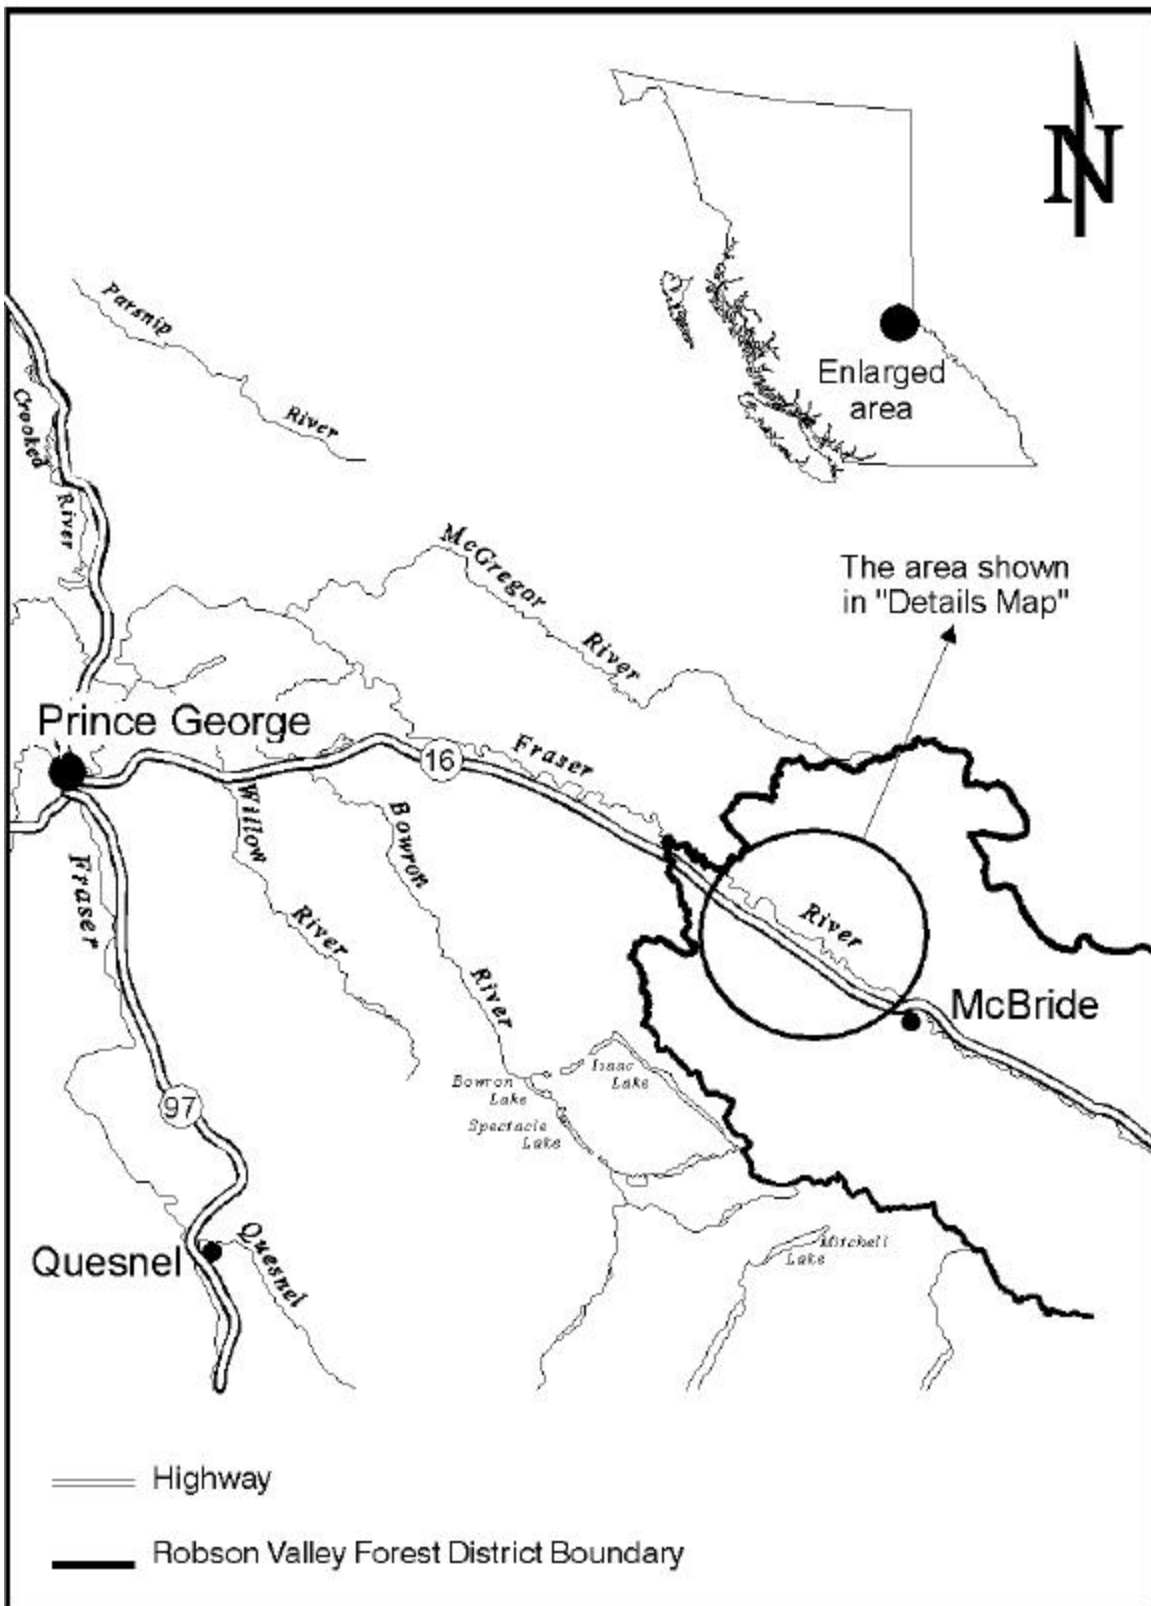 N
Enlarged
area
Parsnip
River
Crooked
River
McGregor
River
The area shown
in "Details Map"
Prince George
16
Fraser
River
Willow
River
Bowron
River
Fraser
McBride
Isaac
Lake
Bowron
Lake
Spectacle
Lake
97
Quesnel
Quesnel
Mitchell
Lake
Highway
Robson Valley Forest District Boundary